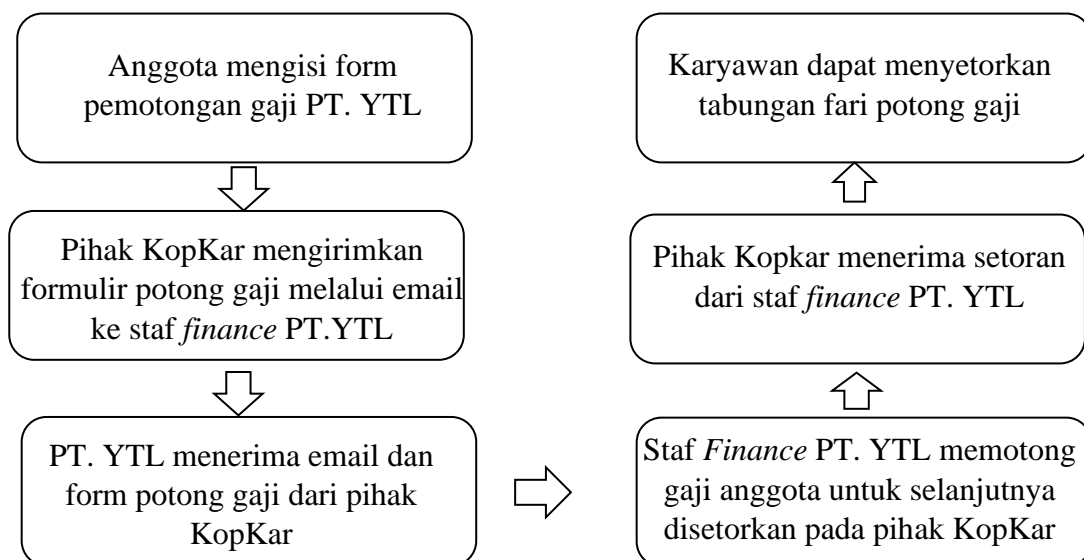 Anggota mengisi form
pemotongan gaji PT. YTL
Pihak KopKar mengirimkan
formulir potong gaji melalui email
ke staf finance PT.YTL
PT. YTL menerima email dan
form potong gaji dari pihak
KopKar
Staf Finance PT. YTL memotong
gaji anggota untuk selanjutnya
disetorkan pada pihak KopKar
Pihak Kopkar menerima setoran
dari staf finance PT. YTL
Karyawan dapat menyetorkan
tabungan fari potong gaji